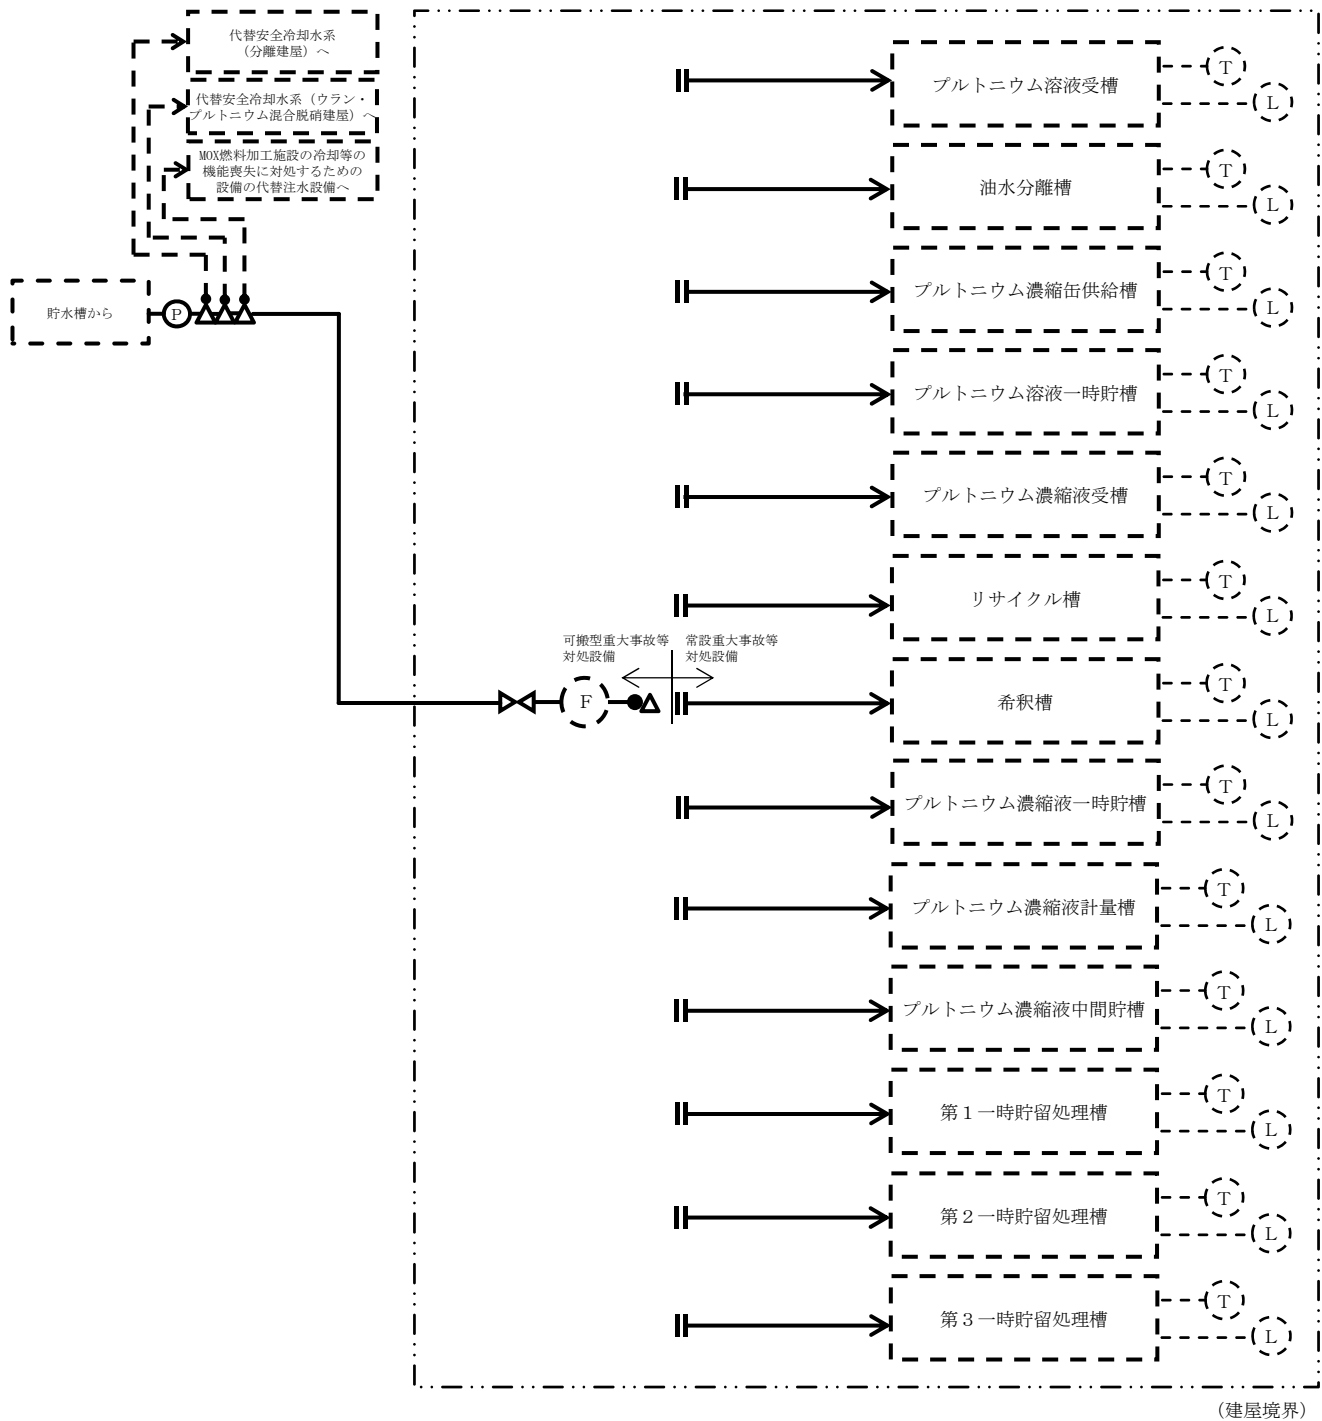 代替安全冷却水系
（分離建屋）へ
代替安全冷却水系（ウラン・
プルトニウム混合脱硝建屋）へ
MOX燃料加工施設の冷却等の
機能喪失に対処するための
設備の代替注水設備へ
貯水槽から
P
可搬型重大事故等
対処設備
常設重大事故等
対処設備
F
プルトニウム溶液受槽
T
L
油水分離槽
T
L
プルトニウム濃縮缶供給槽
T
L
プルトニウム溶液一時貯槽
T
L
プルトニウム濃縮液受槽
T
L
リサイクル槽
T
L
希釈槽
T
L
プルトニウム濃縮液一時貯槽
T
L
プルトニウム濃縮液計量槽
T
L
プルトニウム濃縮液中間貯槽
T
L
第１一時貯留処理槽
T
L
第２一時貯留処理槽
T
L
第３一時貯留処理槽
T
L
（建屋境界）